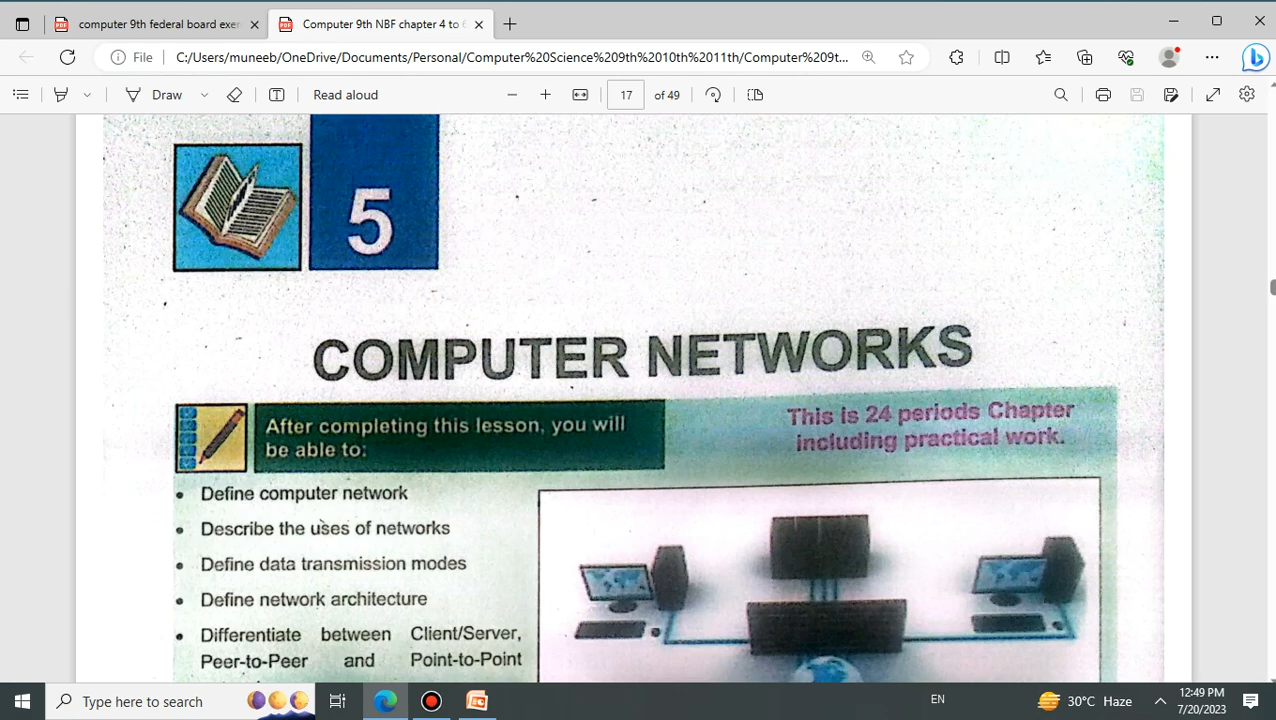 computer 9th federal board exer
Computer 9th NBF chapter 4 to 6
File
C:/Users/muneeb/OneDrive/Documents/Personal/Computer%20Science%209th%2010th%2011th/Computer%209t...
Draw
Read aloud
17
of 49
5
COMPUTER NETWORKS
After completing this lesson, you will
be able to:
This is 24 periods Chapter
including practical work.
• Define computer network
• Describe the uses of networks
• Define data transmission modes
• Define network architecture
• Differentiate between Client/Server,
Peer-to-Peer and Point-to-Point
Type here to search
EN
30°C Haze
12:49 PM
7/20/2023